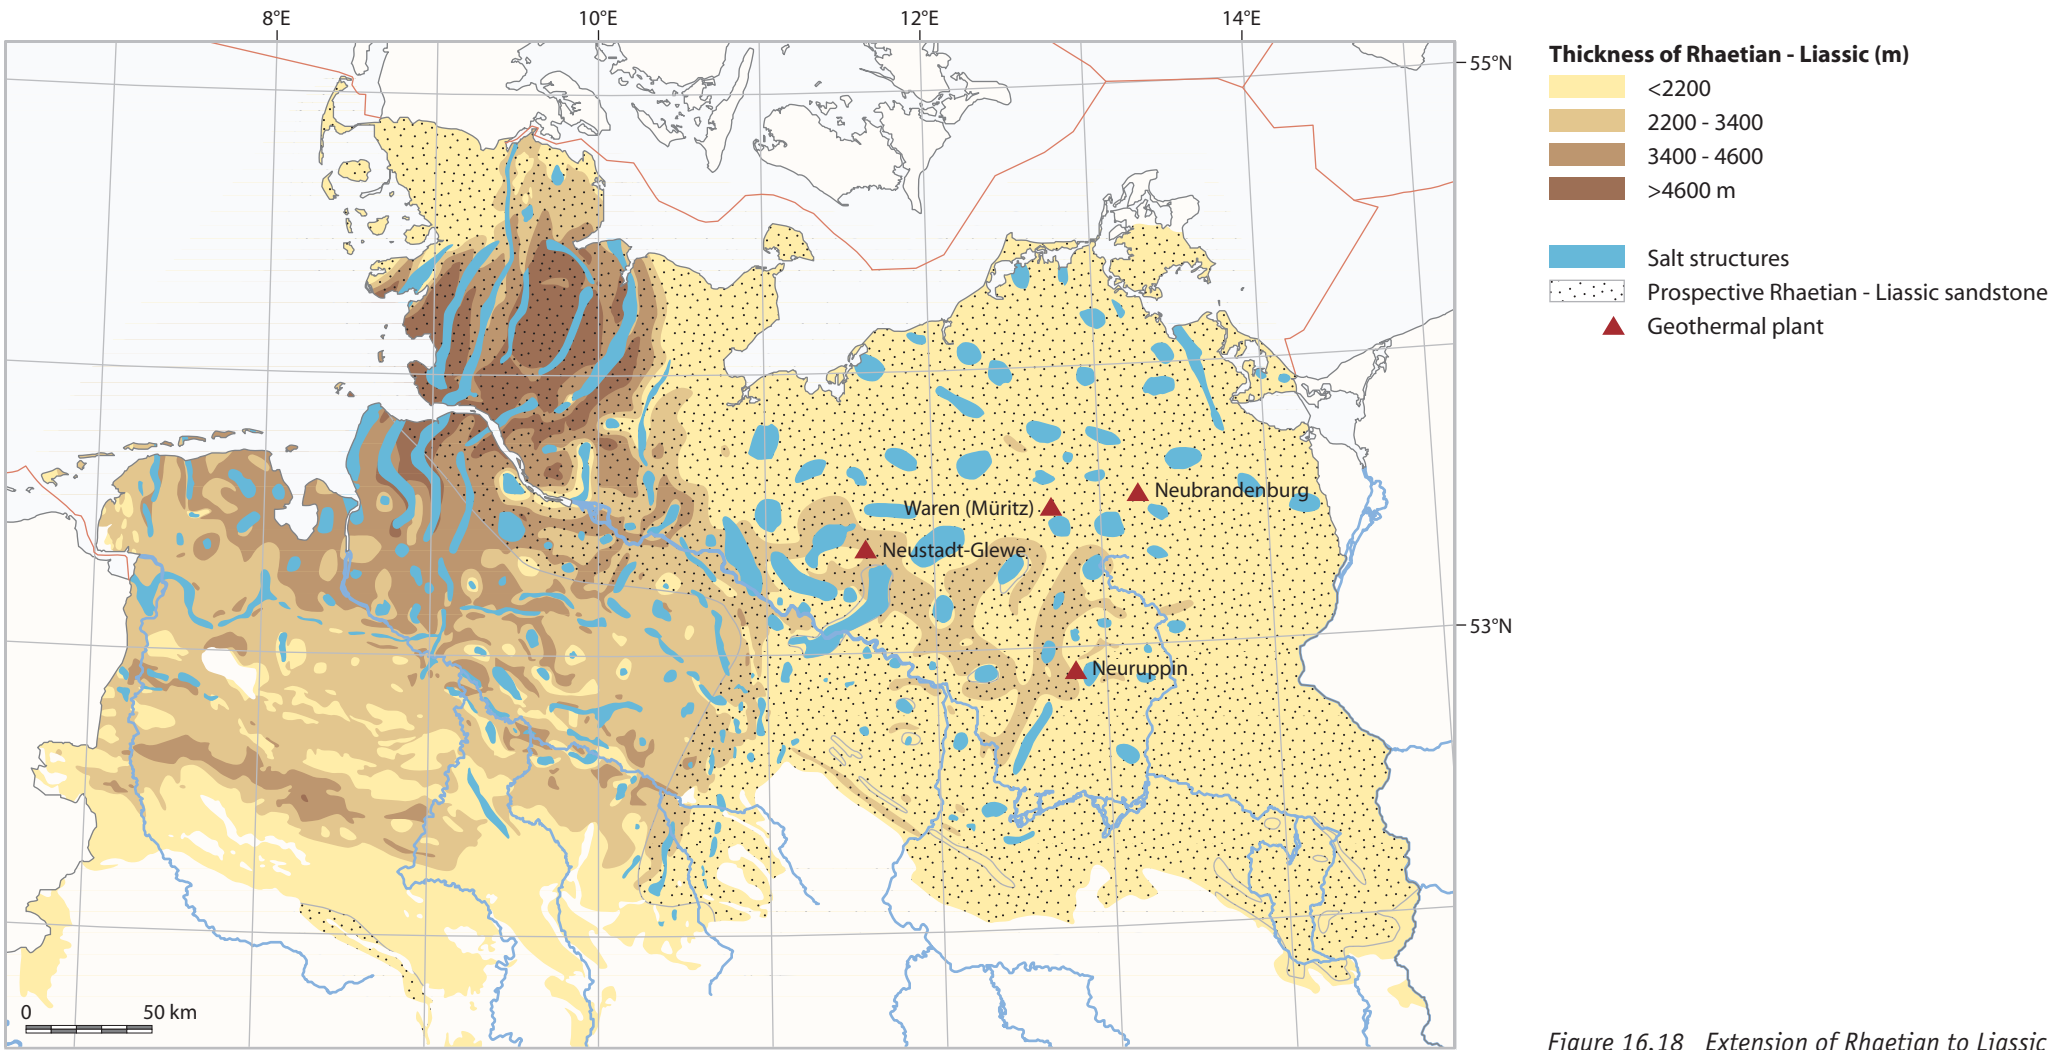 8°E 10°E 12°E 14°E
55°N
53°N
Thickness of Rhaetian - Liassic (m)
<2200
2200 - 3400
3400 - 4600
>4600 m
Salt structures
Prospective Rhaetian - Liassic sandstone
Geothermal plant
Neubrandenburg
Waren (Müritz)
Neustadt-Glewe
Neuruppin
0 50 km
Figure 16.18 Extension of Rhaetian to Liassic